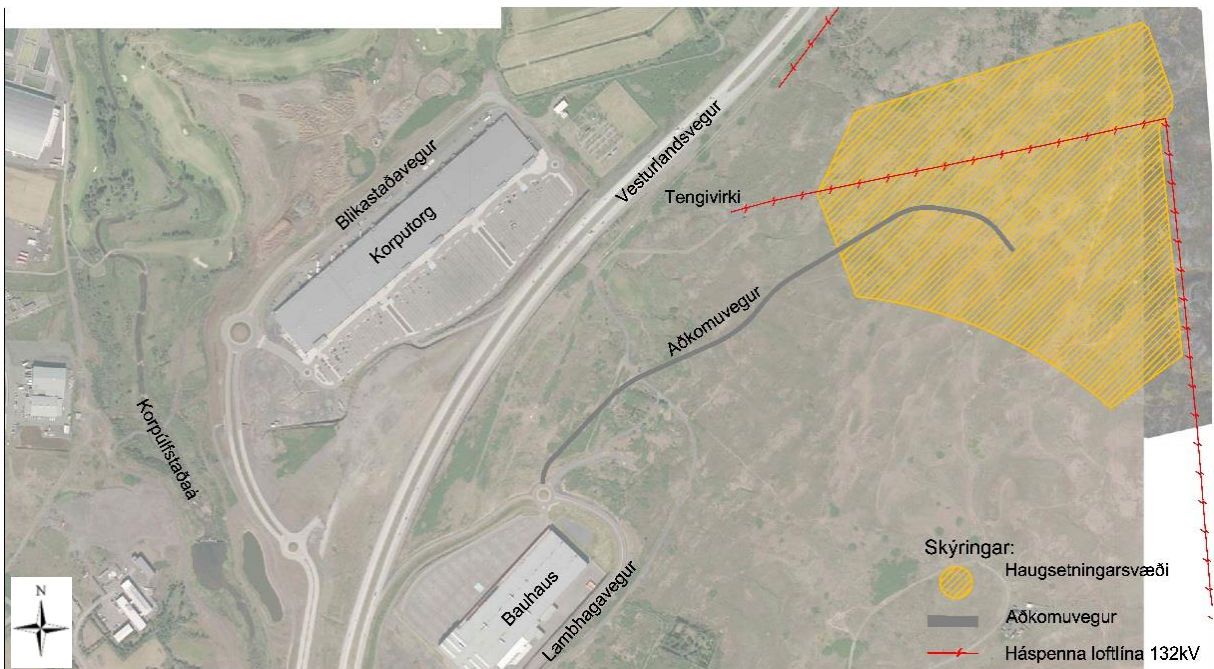 Vesturlandsvegur
Blikastaðavegur
Korputorg
Tengivirki
Aðkomuvegur
Korpúlfstaðaá
Bauhaus
Lambhagavegur
Skýringar:
Haugsetningarsvæði
Aðkomuvegur
Háspenna loftlína 132kV
N